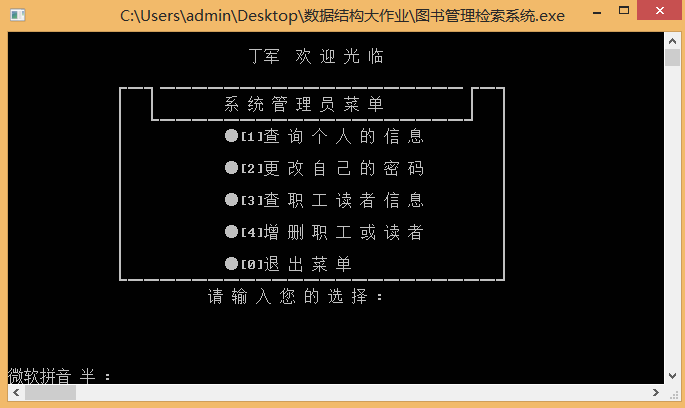 C:\Users\admin\Desktop\数据结构大作业\图书管理检索系统.exe
丁军 欢 迎 光 临
系 统 管 理 员 菜 单
●[1]查 询 个 人 的 信 息
●[2]更 改 自 己 的 密 码
●[3]查 职 工 读 者 信 息
●[4]增 删 职 工 或 读 者
●[0]退 出 菜 单
请 输 入 您 的 选 择 :
微软拼音 半 :